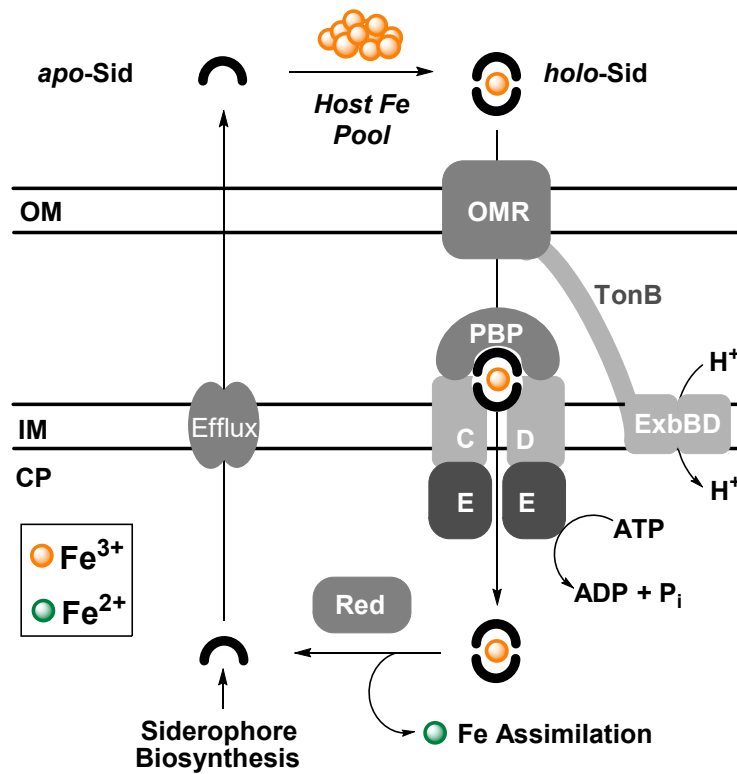 apo-Sid
holo-Sid
Host Fe
Pool
OM
OMR
TonB
PBP
H⁺
Efflux
IM
C
D
ExbBD
CP
H⁺
E
E
ATP
Fe³⁺
ADP + Pᵢ
Fe²⁺
Red
Siderophore
Biosynthesis
Fe Assimilation